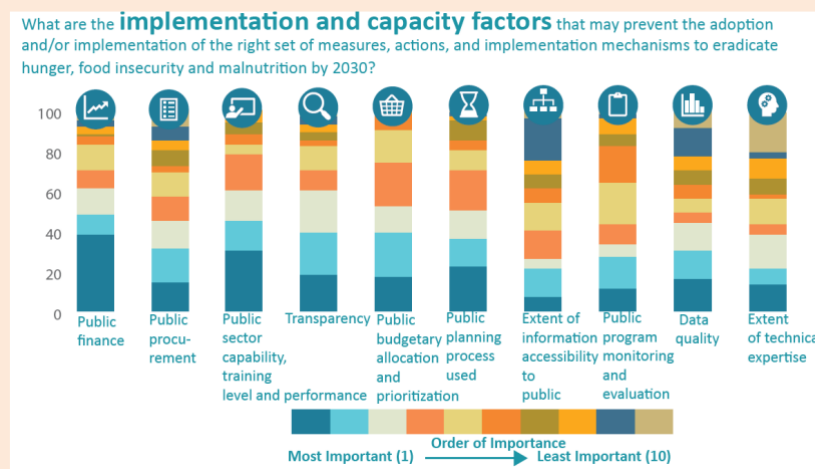 What are the implementation and capacity factors that may prevent the adoption
and/or implementation of the right set of measures, actions, and implementation mechanisms to eradicate
hunger, food insecurity and malnutrition by 2030?
100
80
60
40
20
0
Public
finance
Public
procu-
rement
Public
sector
capability,
training
level and performance
Transparency
Public
budgetary
allocation
and
prioritization
Public
planning
process
used
Extent of
information
accessibility
to
public
Public
program
monitoring
and
evaluation
Data
quality
Extent
of technica
expertise
Order of Importance
Most Important (1)
Least Important (10)